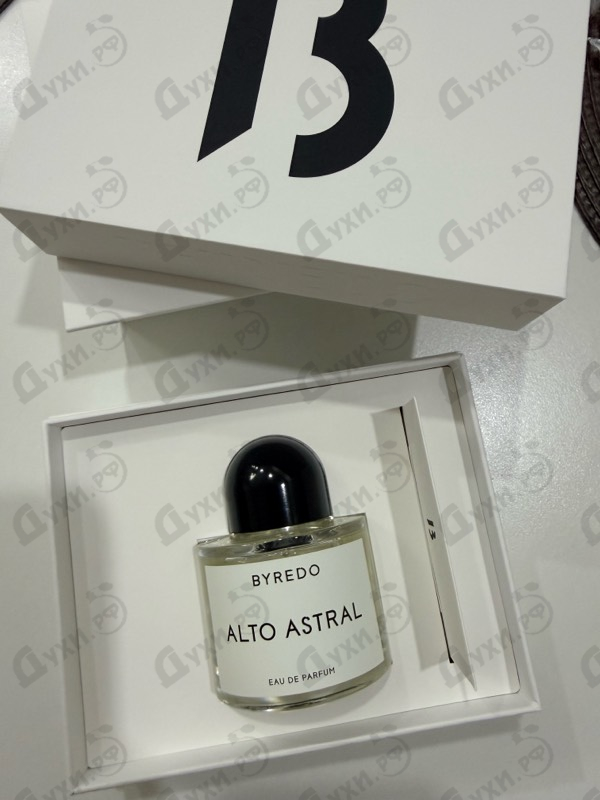 B
BYREDO
ALTO ASTRAL
EAU DE PARFUM
B
Духи.рф